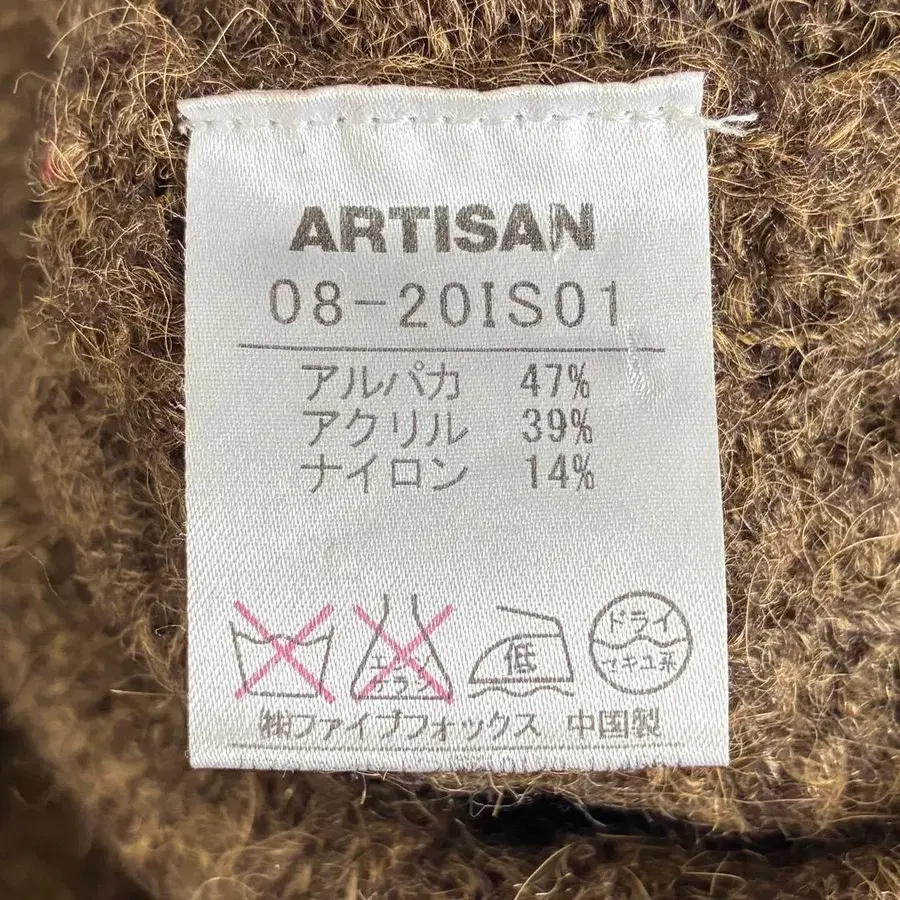 ARTISAN
08-20IS01
アルパカ 47%
アクリル 39%
ナイロン 14%
低
ドライ
セキユ系
㈱ファイブフォックス 中国製